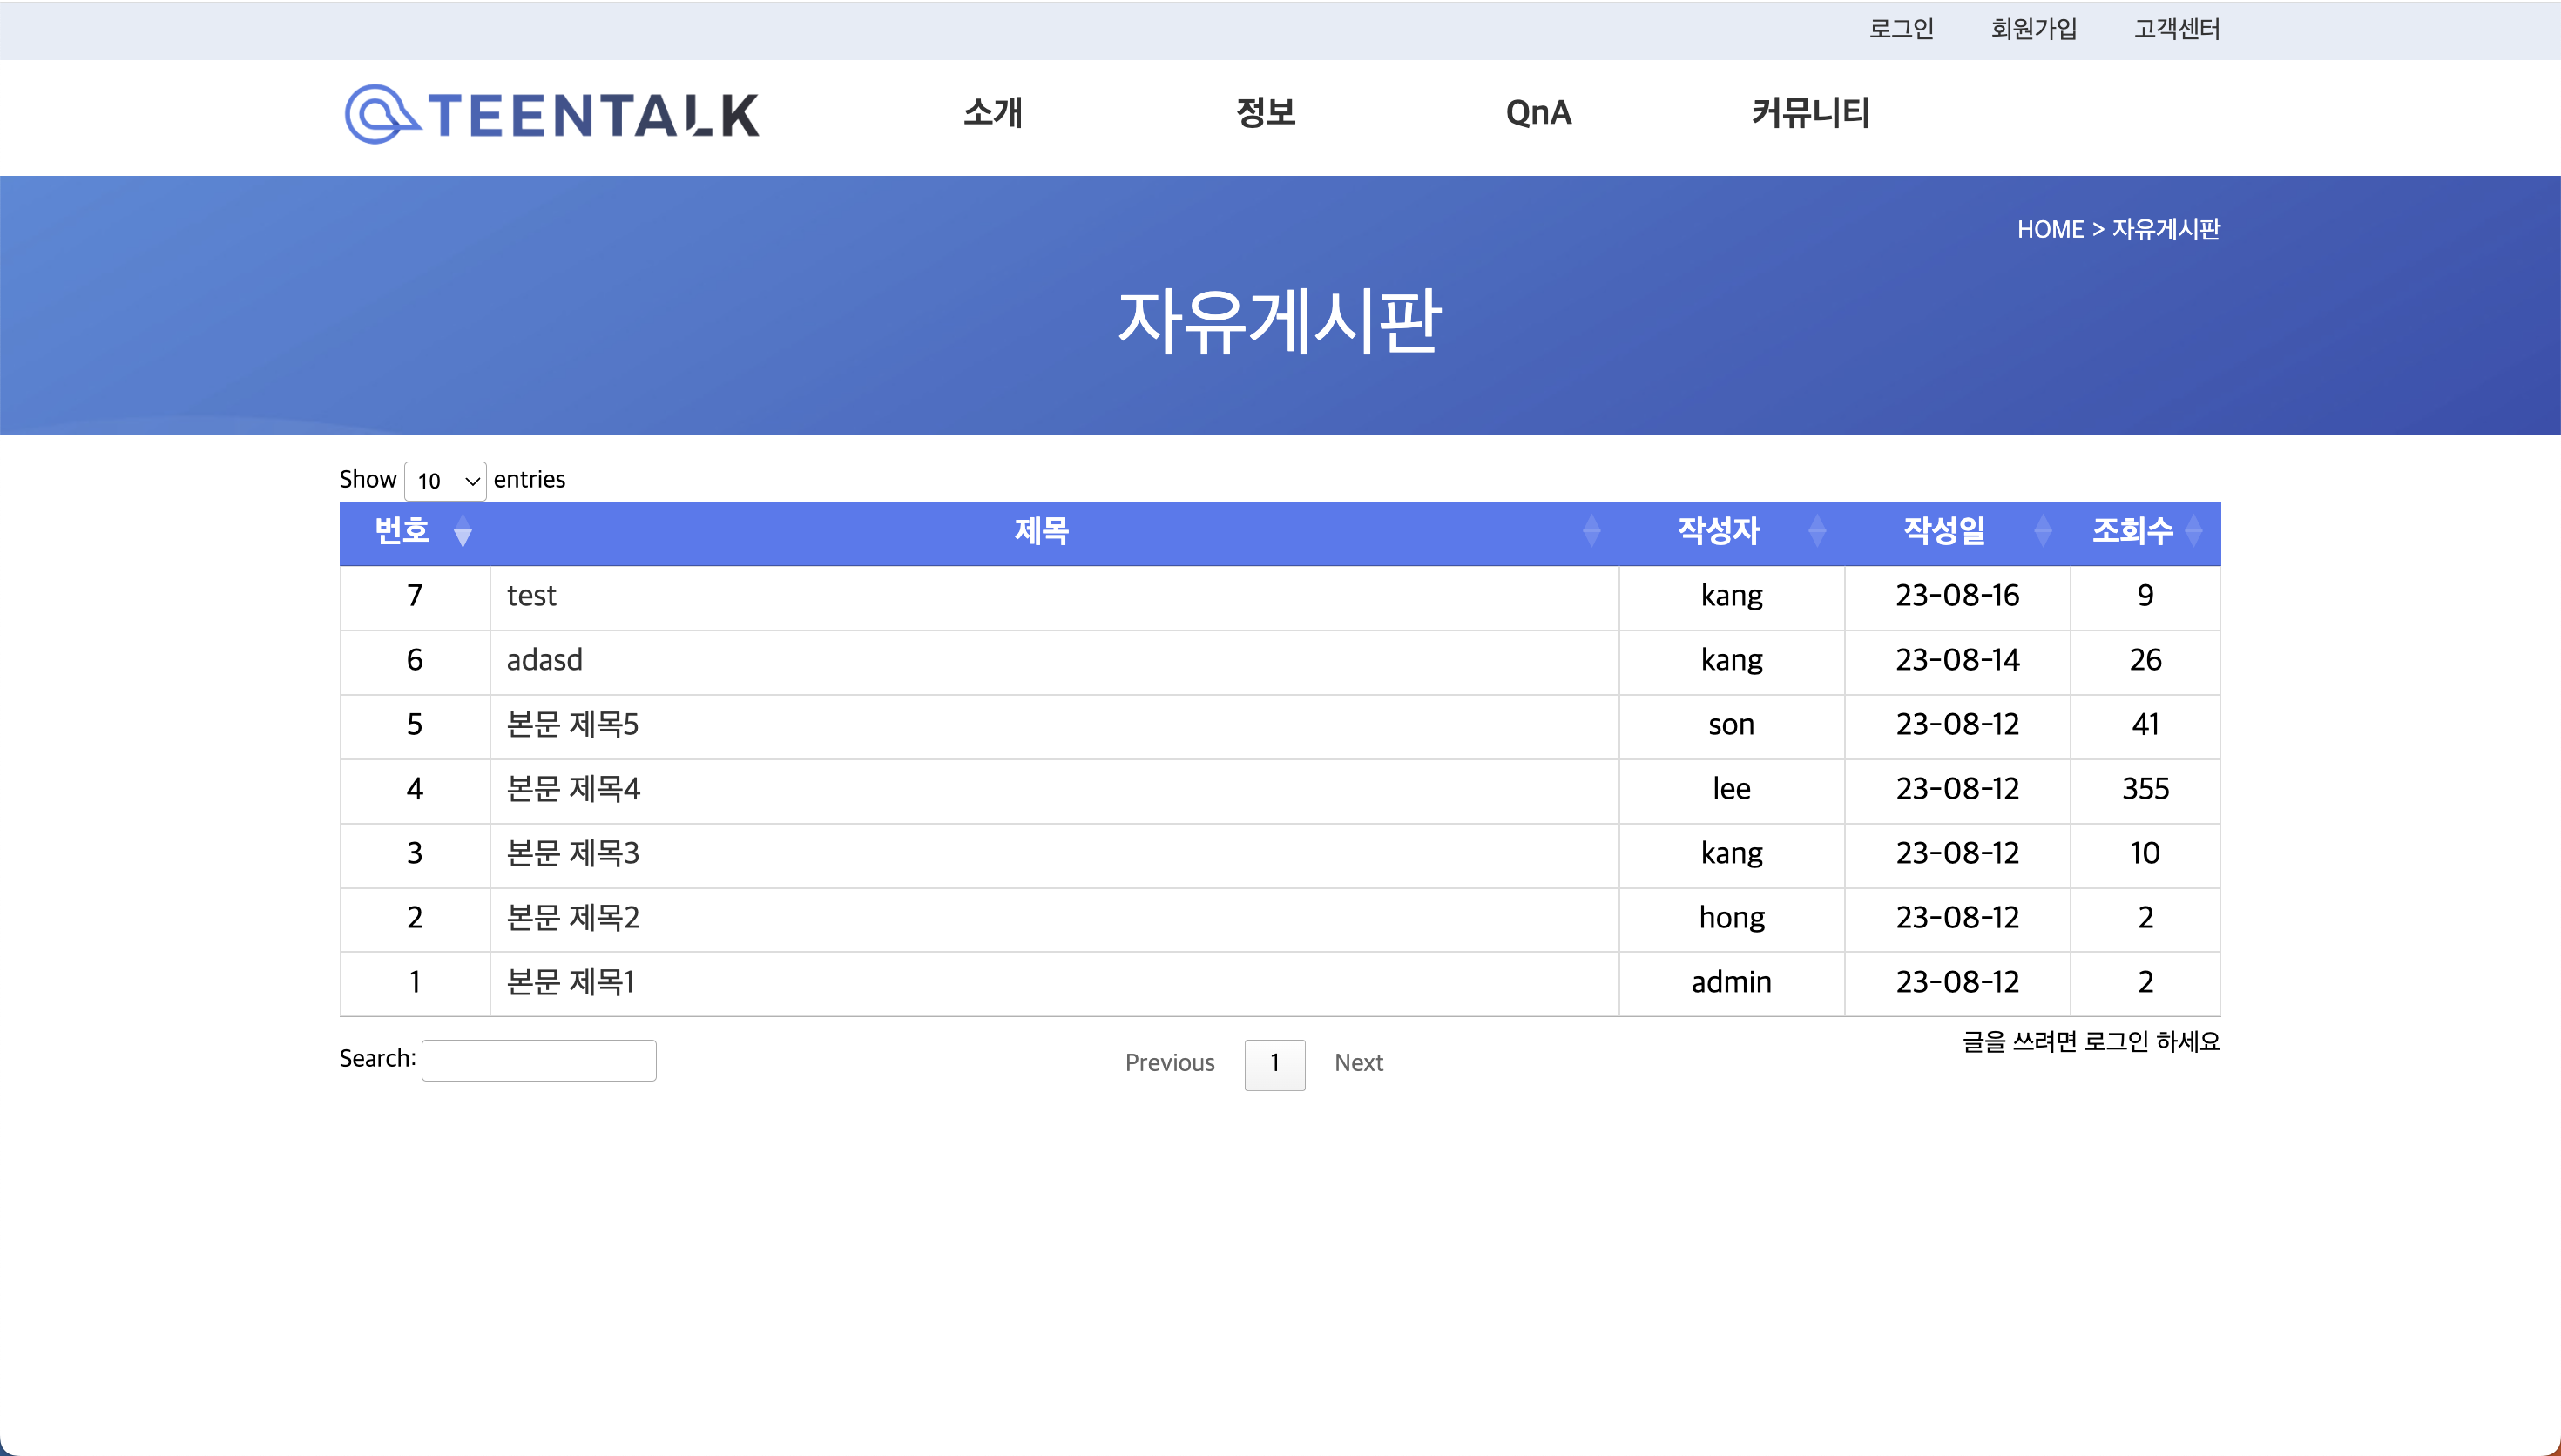 로그인 회원가입 고객센터
TEENTALK 소개 정보 QnA 커뮤니티
HOME > 자유게시판
자유게시판
Show 10 entries
번호 제목 작성자 작성일 조회수
7 test kang 23-08-16 9
6 adasd kang 23-08-14 26
5 본문 제목5 son 23-08-12 41
4 본문 제목4 lee 23-08-12 355
3 본문 제목3 kang 23-08-12 10
2 본문 제목2 hong 23-08-12 2
1 본문 제목1 admin 23-08-12 2
글을 쓰려면 로그인 하세요
Search: Previous 1 Next